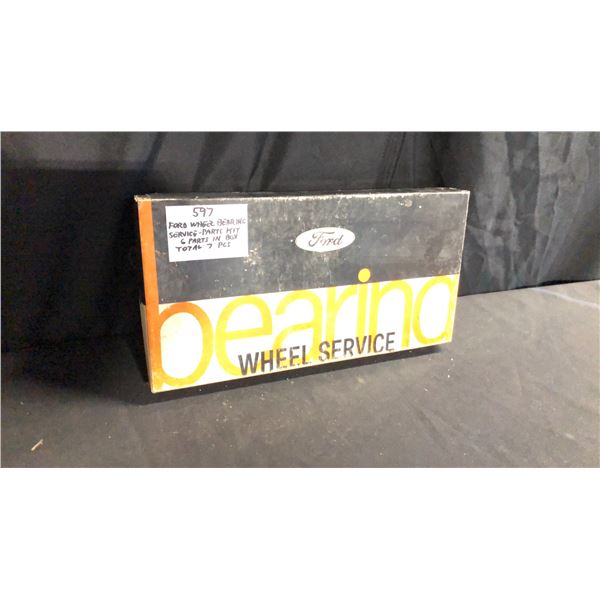 597
FORD WHEEL BEARING
SERVICE-PARTS KIT
6 PARTS IN BOX
TOTAL 7 PCS
Ford
bearing
WHEEL SERVICE